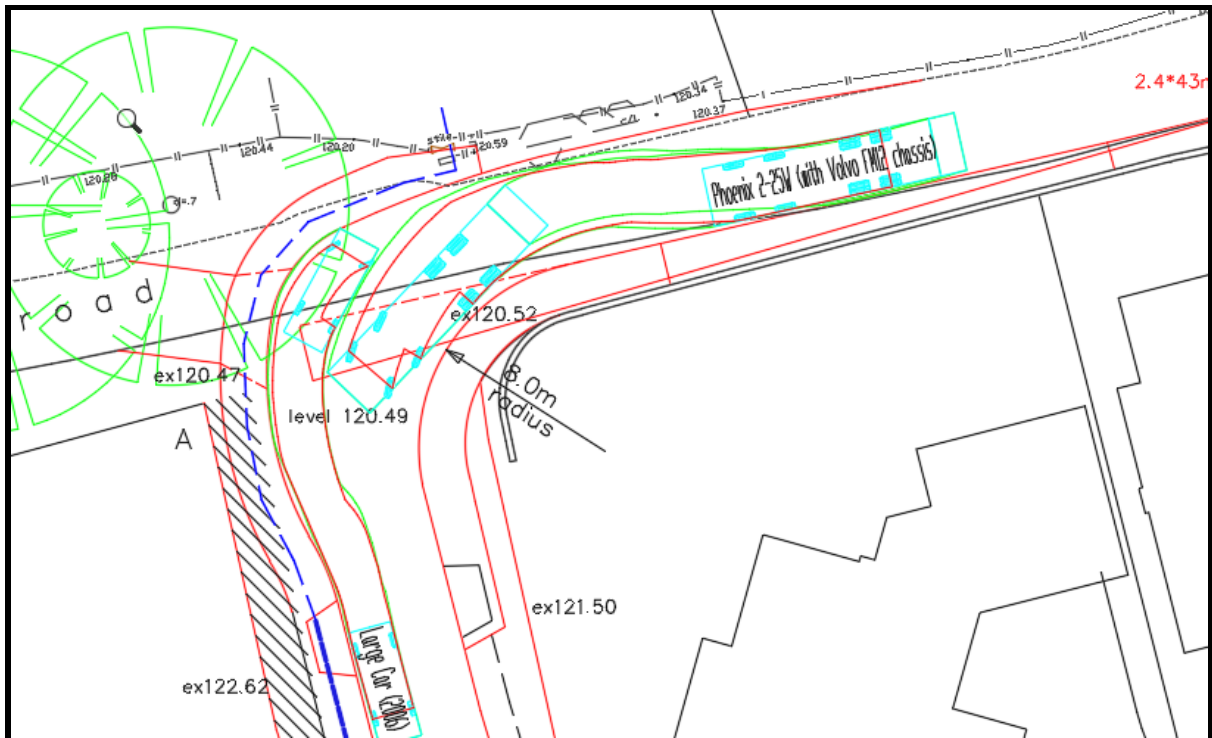 2.4*43m
120.34
120.37
stile
120.59
120.44
120.20
120.28
Phoenix 2-25W (with Volvo FM12 chassis)
road
ex120.52
ex120.47
8.0m
radius
level 120.49
A
ex121.50
Large Car (2006)
ex122.62